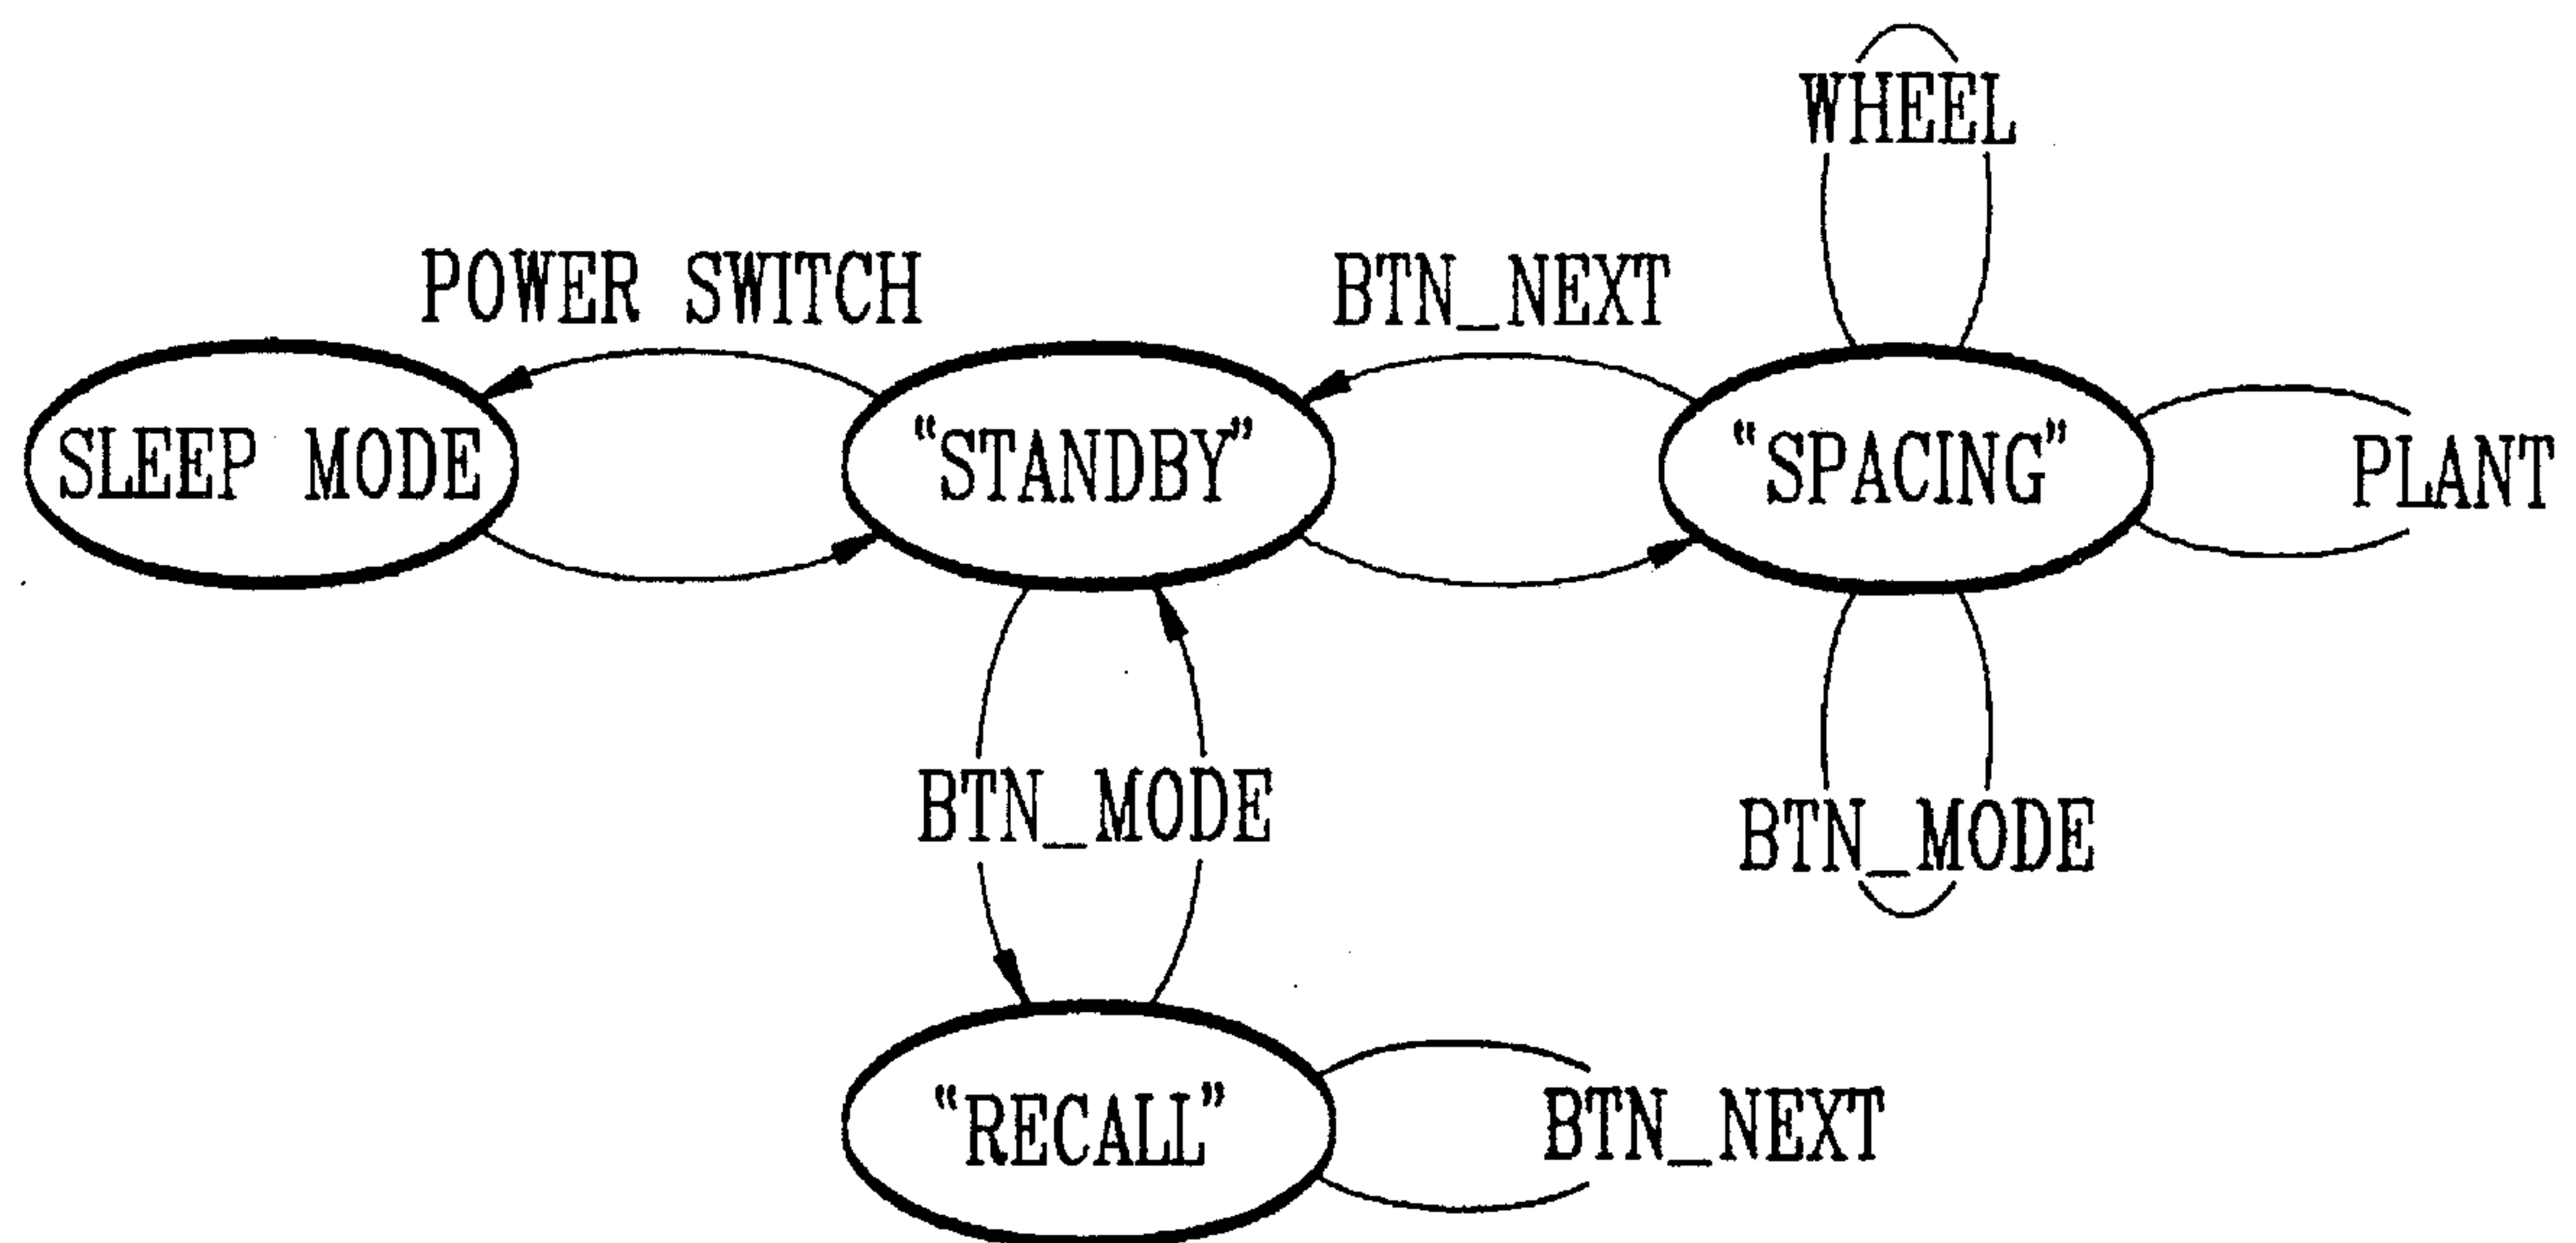 WHEEL
POWER SWITCH
BTN_NEXT
SLEEP MODE
“STANDBY”
“SPACING”
PLANT
BTN_MODE
BTN_MODE
“RECALL”
BTN_NEXT